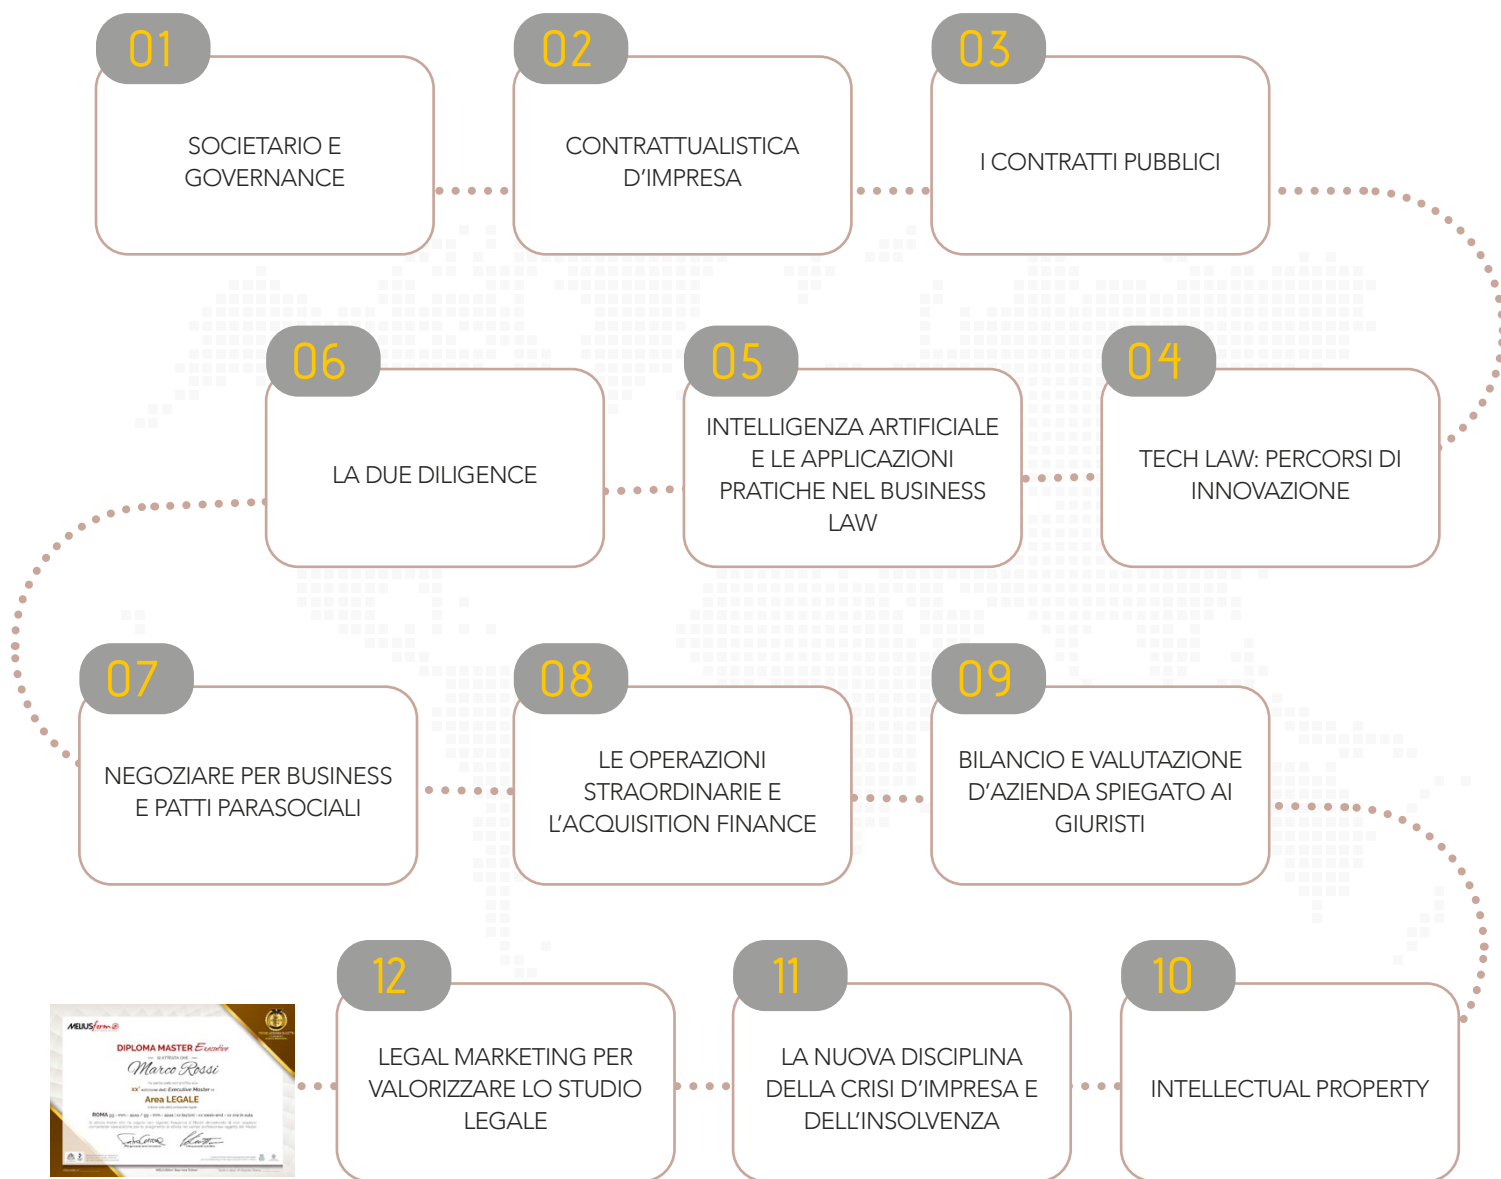 01
SOCIETARIO E
GOVERNANCE
02
CONTRATTUALISTICA
D'IMPRESA
03
I CONTRATTI PUBBLICI
04
TECH LAW: PERCORSI DI
INNOVAZIONE
05
INTELLIGENZA ARTIFICIALE
E LE APPLICAZIONI
PRATICHE NEL BUSINESS
LAW
06
LA DUE DILIGENCE
07
NEGOZIARE PER BUSINESS
E PATTI PARASOCIALI
08
LE OPERAZIONI
STRAORDINARIE E
L'ACQUISITION FINANCE
09
BILANCIO E VALUTAZIONE
D'AZIENDA SPIEGATO AI
GIURISTI
10
INTELLECTUAL PROPERTY
11
LA NUOVA DISCIPLINA
DELLA CRISI D'IMPRESA E
DELL'INSOLVENZA
12
LEGAL MARKETING PER
VALORIZZARE LO STUDIO
LEGALE
MELIUSform
DIPLOMA MASTER Executive
Marco Rossi
Area LEGALE
ROMA